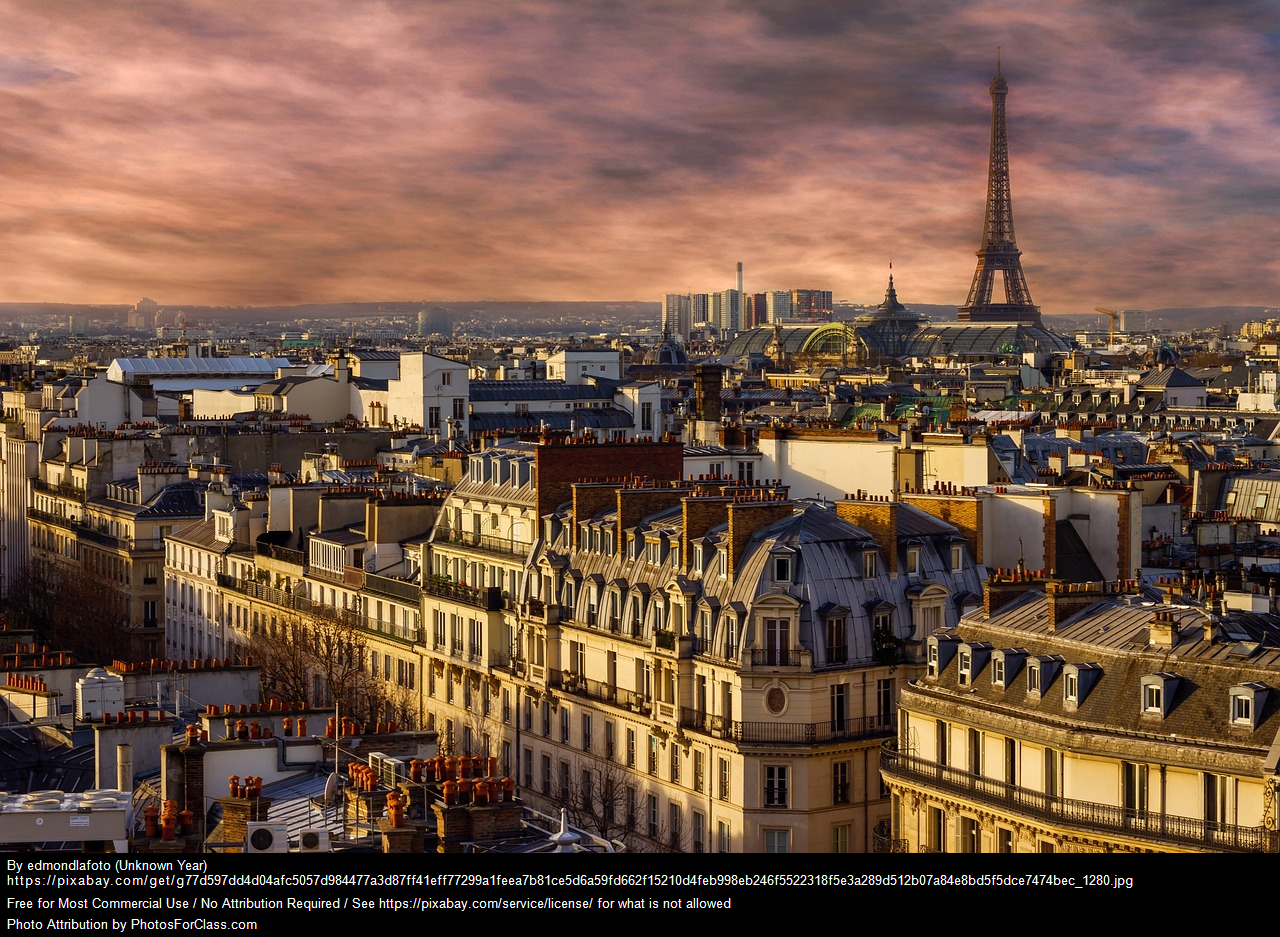 By edmondlafoto (Unknown Year)
https://pixabay.com/get/g77d597dd4d04afc5057d984477a3d87ff41eff77299a1feea7b81ce5d6a59fd662f15210d4feb998eb246f5522318f5e3a289d512b07a84e8bd5f5dce7474bec_1280.jpg
Free for Most Commercial Use / No Attribution Required / See https://pixabay.com/service/license/ for what is not allowed
Photo Attribution by PhotosForClass.com